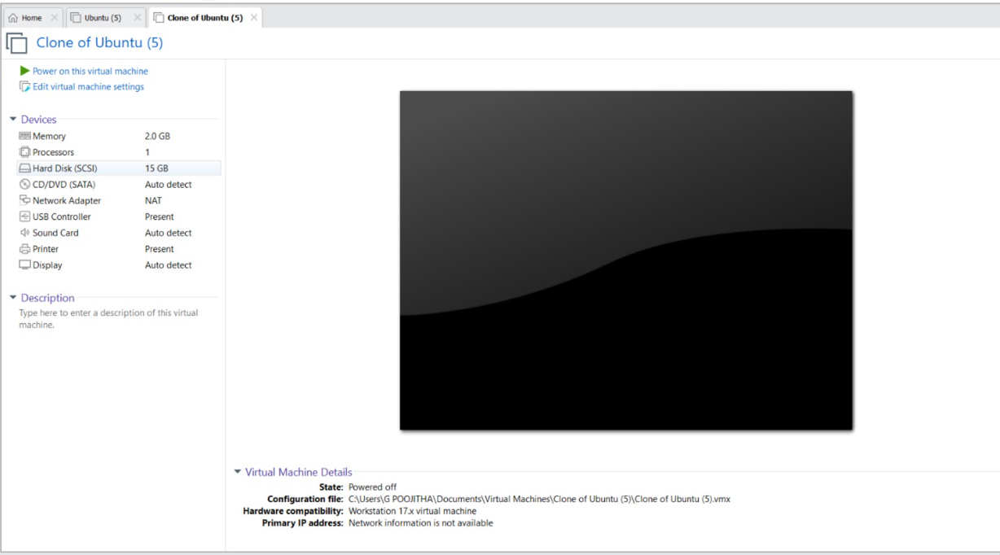 Home
Ubuntu (5)
Clone of Ubuntu (5)
Clone of Ubuntu (5)
Power on this virtual machine
Edit virtual machine settings
Devices
Memory 2.0 GB
Processors 1
Hard Disk (SCSI) 15 GB
CD/DVD (SATA) Auto detect
Network Adapter NAT
USB Controller Present
Sound Card Auto detect
Printer Present
Display Auto detect
Description
Type here to enter a description of this virtual
machine.
Virtual Machine Details
State: Powered off
Configuration file: C:\Users\G POOJITHA\Documents\Virtual Machines\Clone of Ubuntu (5)\Clone of Ubuntu (5).vmx
Hardware compatibility: Workstation 17.x virtual machine
Primary IP address: Network information is not available